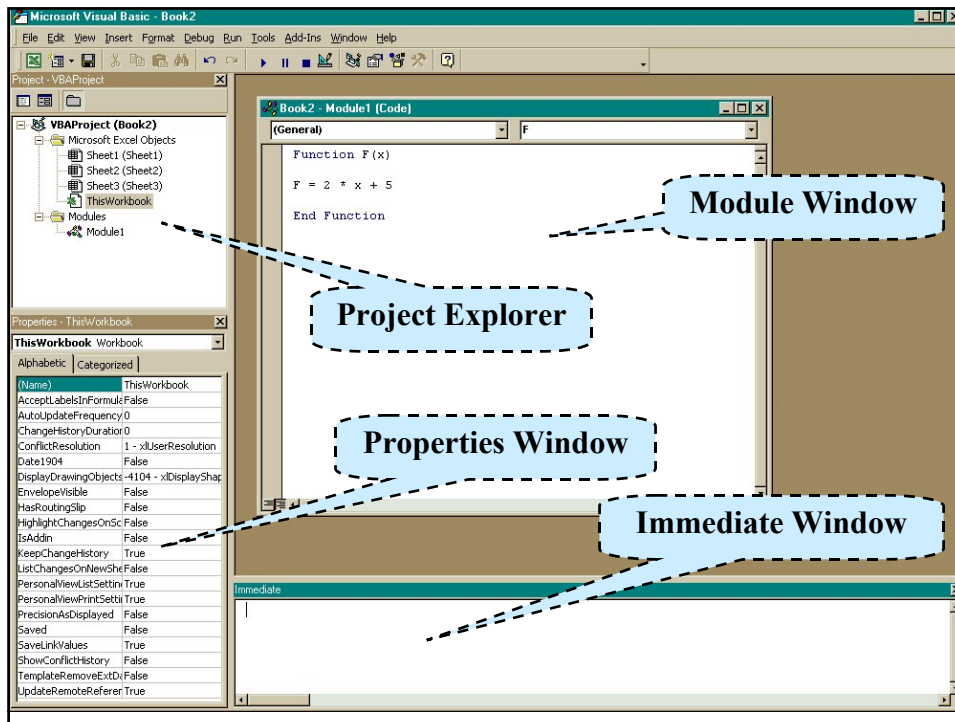 Microsoft Visual Basic - Book2
File Edit View Insert Format Debug Run Tools Add-Ins Window Help
Project - VBAProject
VBAProject (Book2)
Microsoft Excel Objects
Sheet1 (Sheet1)
Sheet2 (Sheet2)
Sheet3 (Sheet3)
ThisWorkbook
Modules
Module1
Book2 - Module1 (Code)
(General) F
Function F(x)
F = 2 * x + 5
End Function
Module Window
Project Explorer
Properties - ThisWorkbook
ThisWorkbook Workbook
Alphabetic Categorized
(Name) ThisWorkbook
AcceptLabelsInFormula False
AutoUpdateFrequency 0
ChangeHistoryDuration 0
ConflictResolution 1 - xlUserResolution
Date1904 False
DisplayDrawingObjects -4104 - xlDisplayShap
EnvelopeVisible False
HasRoutingSlip False
HighlightChangesOnSc False
IsAddin False
KeepChangeHistory True
ListChangesOnNewShe False
PersonalViewListSettin True
PersonalViewPrintSetti True
PrecisionAsDisplayed False
Saved False
SaveLinkValues True
ShowConflictHistory False
TemplateRemoveExtDa False
UpdateRemoteReferer True
Properties Window
Immediate Window
Immediate